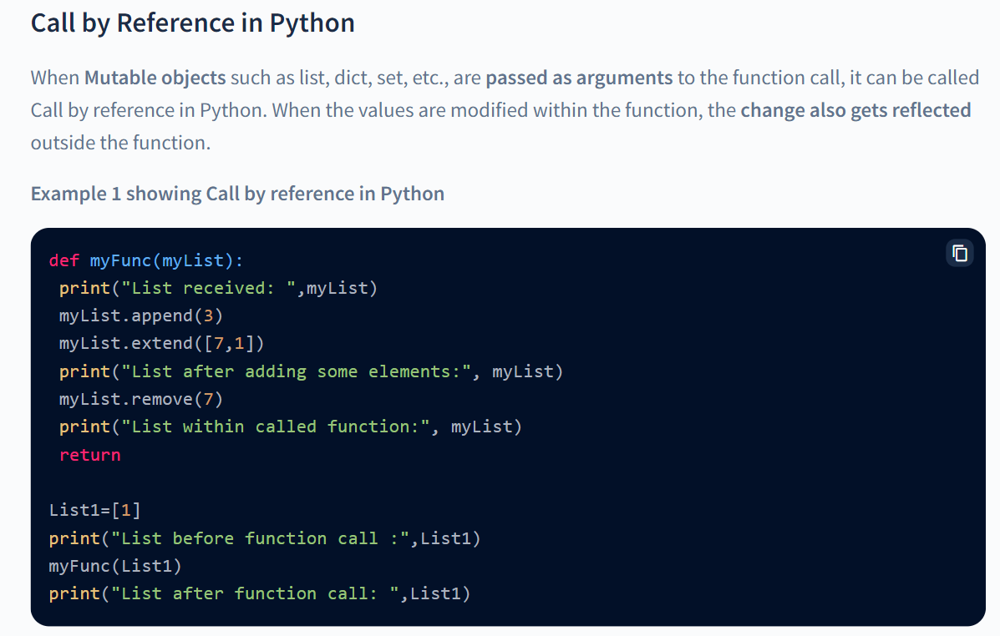 Call by Reference in Python
When Mutable objects such as list, dict, set, etc., are passed as arguments to the function call, it can be called
Call by reference in Python. When the values are modified within the function, the change also gets reflected
outside the function.
Example 1 showing Call by reference in Python
def myFunc(myList):
 print("List received: ",myList)
 myList.append(3)
 myList.extend([7,1])
 print("List after adding some elements:", myList)
 myList.remove(7)
 print("List within called function:", myList)
 return
List1=[1]
print("List before function call :",List1)
myFunc(List1)
print("List after function call: ",List1)